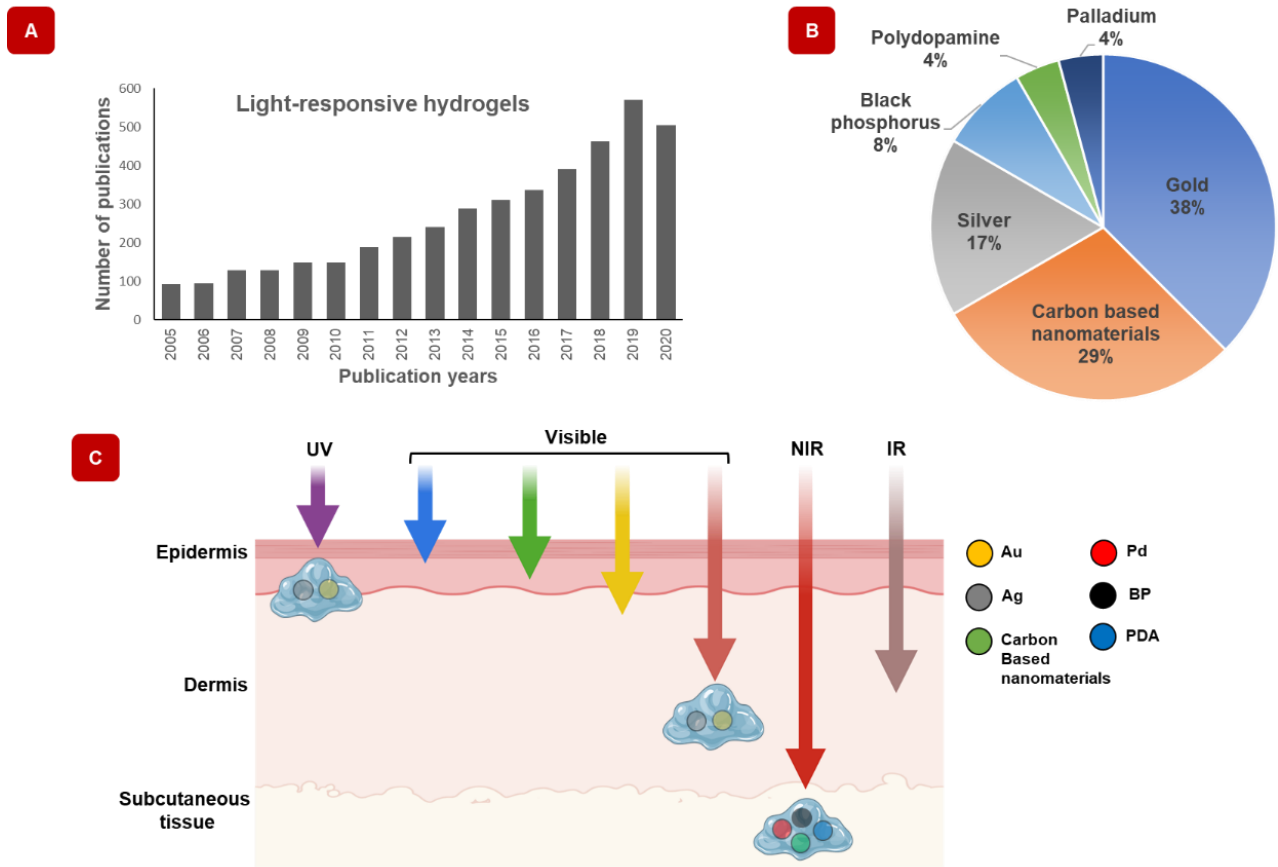 A
Light-responsive hydrogels
Number of publications
600
500
400
300
200
100
0
2005
2006
2007
2008
2009
2010
2011
2012
2013
2014
2015
2016
2017
2018
2019
2020
Publication years
B
Palladium
4%
Polydopamine
4%
Black
phosphorus
8%
Silver
17%
Gold
38%
Carbon based
nanomaterials
29%
C
UV
Visible
NIR
IR
Epidermis
Dermis
Subcutaneous
tissue
Au
Ag
Carbon
Based
nanomaterials
Pd
BP
PDA